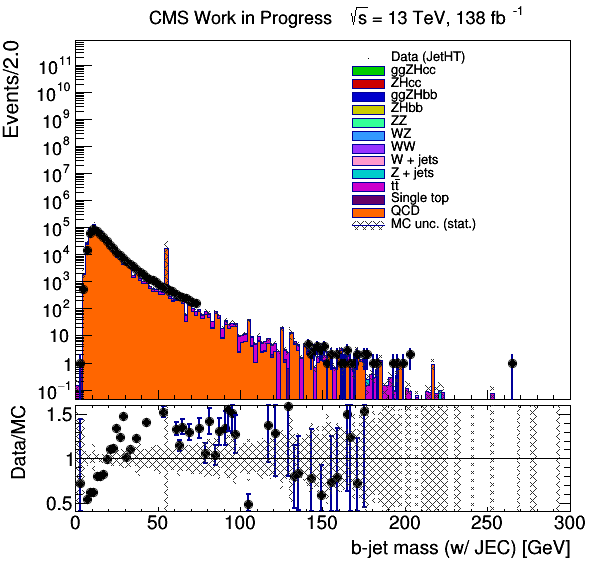 CMS Work in Progress √s = 13 TeV, 138 fb⁻¹
Events/2.0
10¹¹
10¹⁰
10⁹
10⁸
10⁷
10⁶
10⁵
10⁴
10³
10²
10
1
10⁻¹
Data (JetHT)
ggZHcc
ZHcc
ggZHbb
ZHbb
ZZ
WZ
WW
W + jets
Z + jets
tt̄
Single top
QCD
MC unc. (stat.)
Data/MC
1.5
1
0.5
0 50 100 150 200 250 300
b-jet mass (w/ JEC) [GeV]